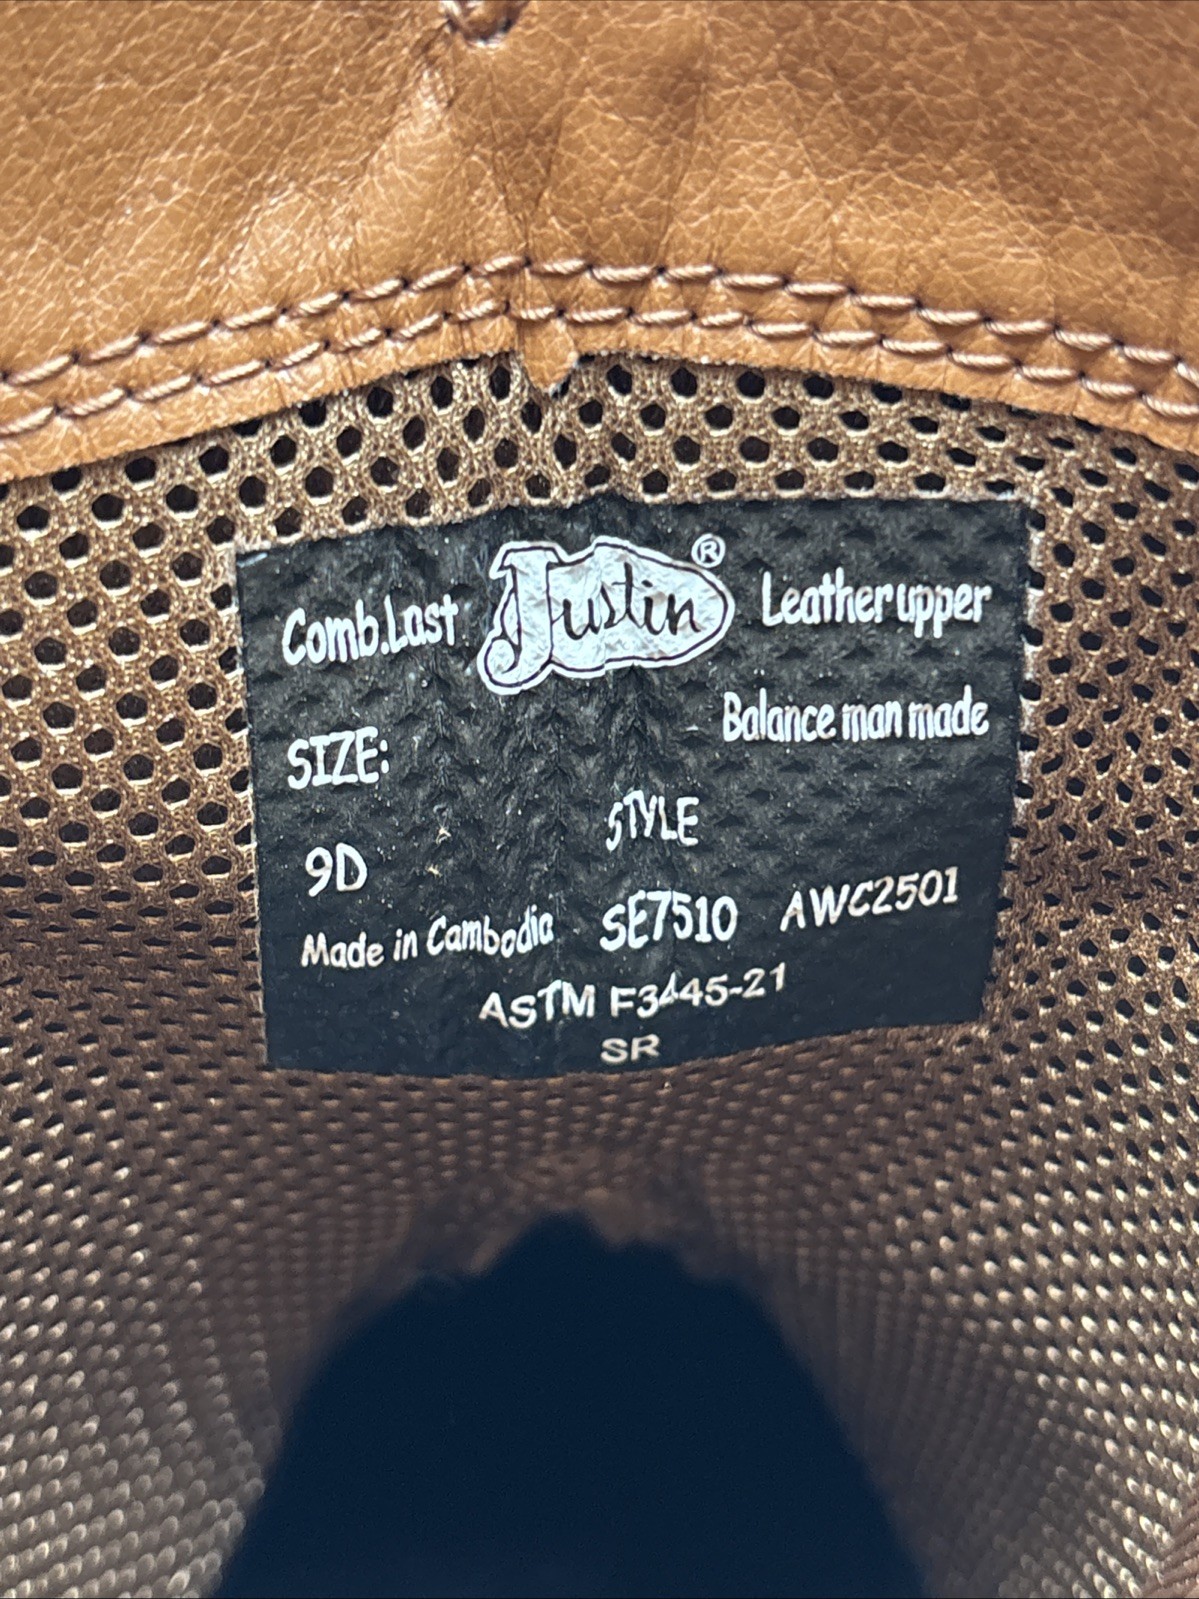 Comb.Last Justin® Leather upper
Balance man made
SIZE:
STYLE
9D
Made in Cambodia SE7510 AWC2501
ASTM F3445-21
SR